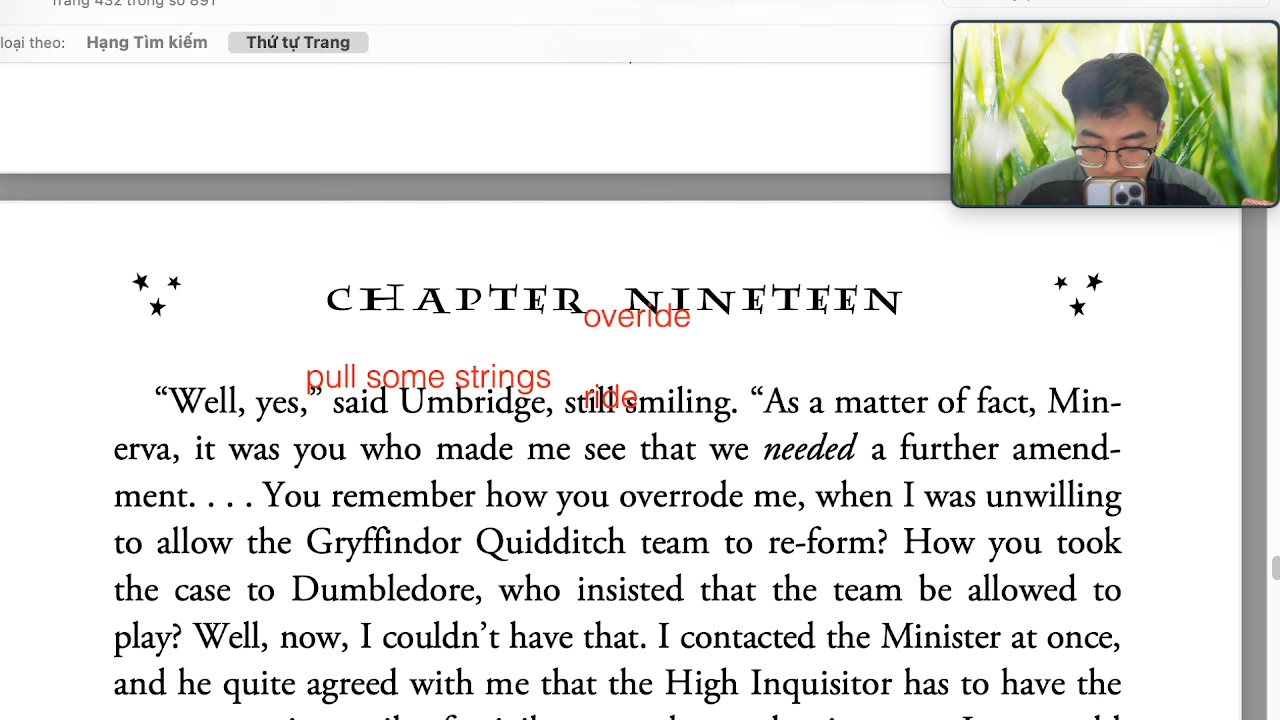 Trang 432 trong số 891
loại theo: Hạng Tìm kiếm Thứ tự Trang
CHAPTER NINETEEN
overide
pull some strings
ride
“Well, yes,” said Umbridge, still smiling. “As a matter of fact, Min-
erva, it was you who made me see that we needed a further amend-
ment. . . . You remember how you overrode me, when I was unwilling
to allow the Gryffindor Quidditch team to re-form? How you took
the case to Dumbledore, who insisted that the team be allowed to
play? Well, now, I couldn’t have that. I contacted the Minister at once,
and he quite agreed with me that the High Inquisitor has to have the